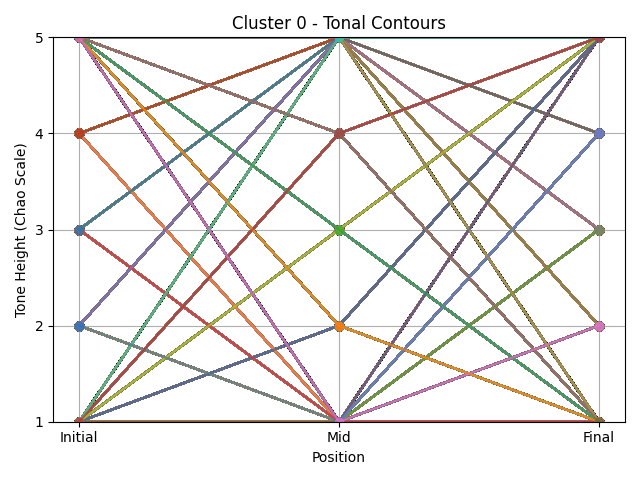 Cluster 0 - Tonal Contours
Tone Height (Chao Scale)
5
4
3
2
1
Initial
Mid
Final
Position